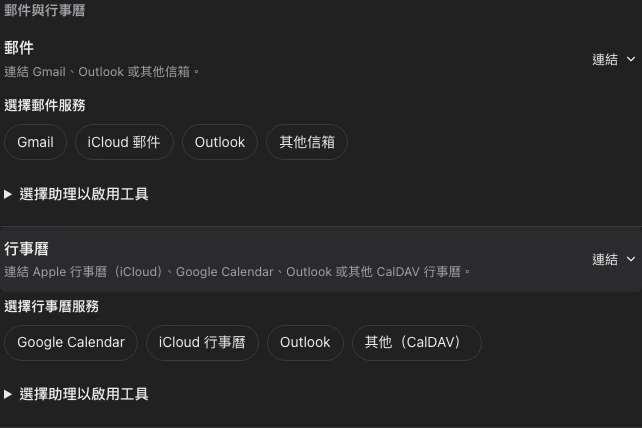 郵件與行事曆
郵件
連結 Gmail、Outlook 或其他信箱。
連結
選擇郵件服務
Gmail
iCloud 郵件
Outlook
其他信箱
▶ 選擇助理以啟用工具
行事曆
連結 Apple 行事曆（iCloud）、Google Calendar、Outlook 或其他 CalDAV 行事曆。
連結
選擇行事曆服務
Google Calendar
iCloud 行事曆
Outlook
其他（CalDAV）
▶ 選擇助理以啟用工具